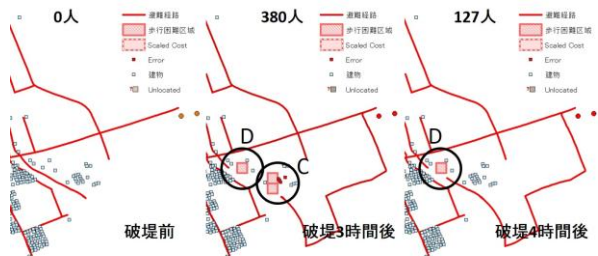 0人
避難経路
歩行困難区域
Scaled Cost
Error
建物
Unlocated
破堤前
380人
避難経路
歩行困難区域
Scaled Cost
Error
建物
Unlocated
D
C
破堤3時間後
127人
避難経路
歩行困難区域
Scaled Cost
Error
建物
Unlocated
D
破堤4時間後